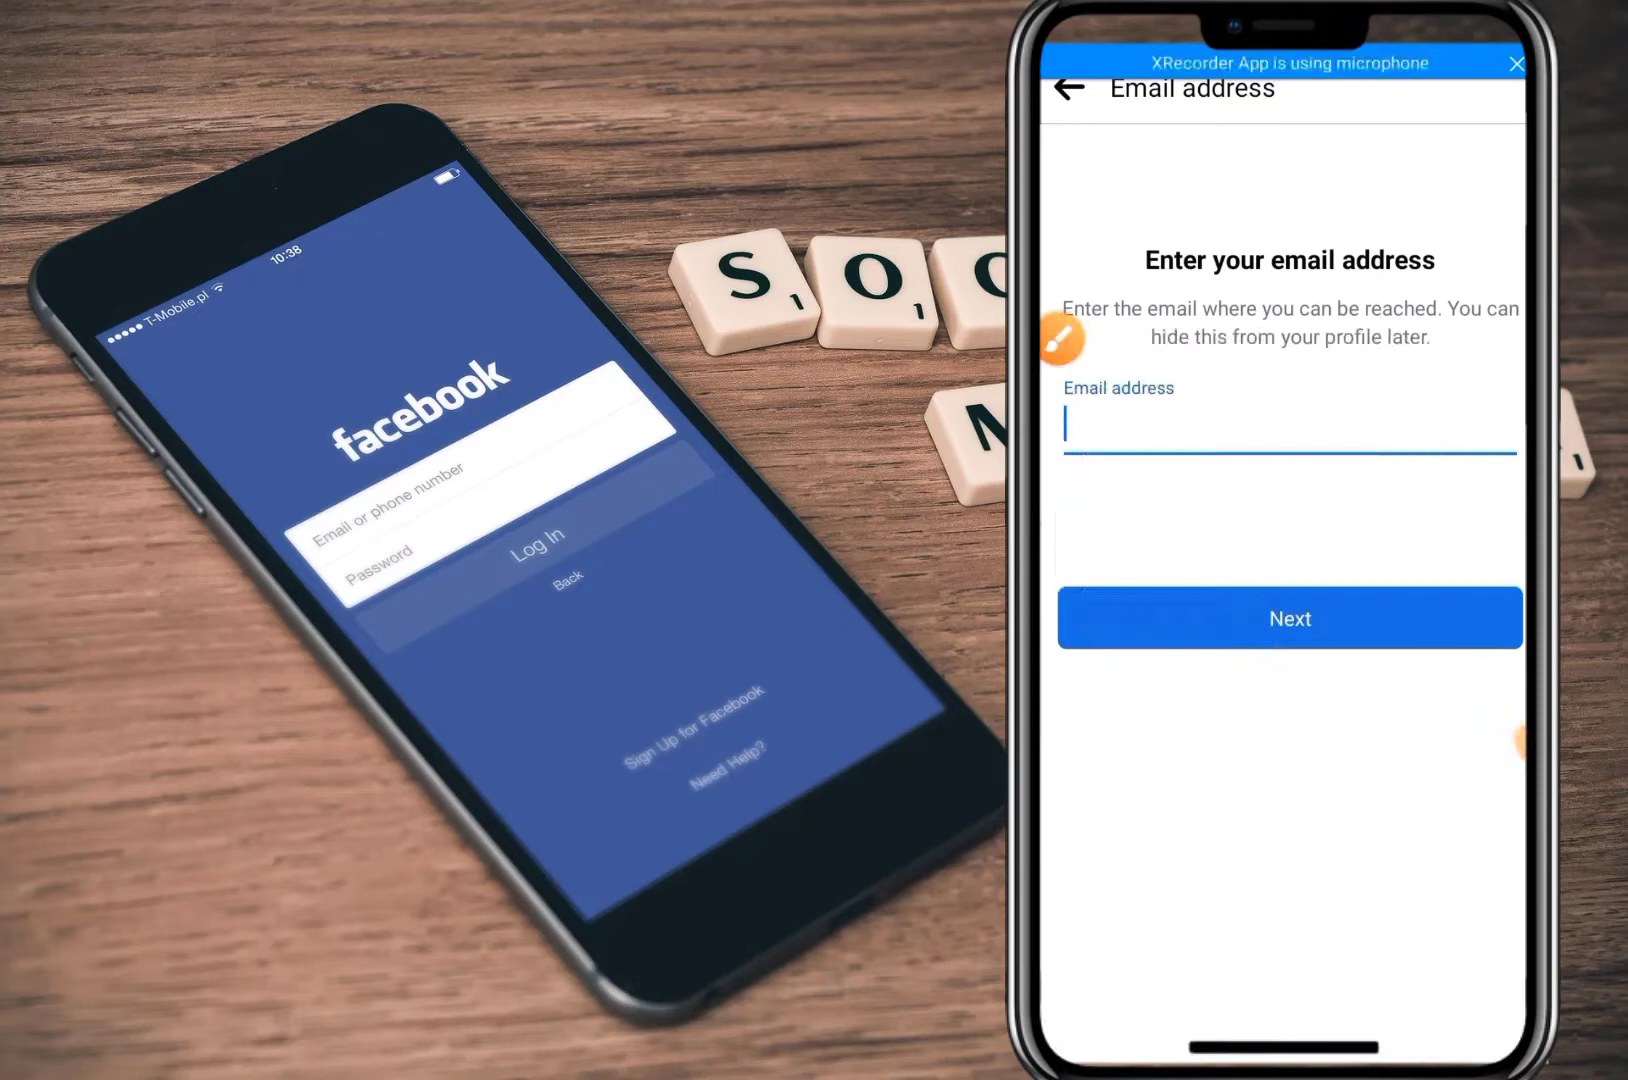 10:38
T-Mobile.pl
facebook
Email or phone number
Password
Log In
Back
Sign Up for Facebook
Need Help?
S1
O1
XRecorder App is using microphone
Email address
Enter your email address
Enter the email where you can be reached. You can
hide this from your profile later.
Email address
Next